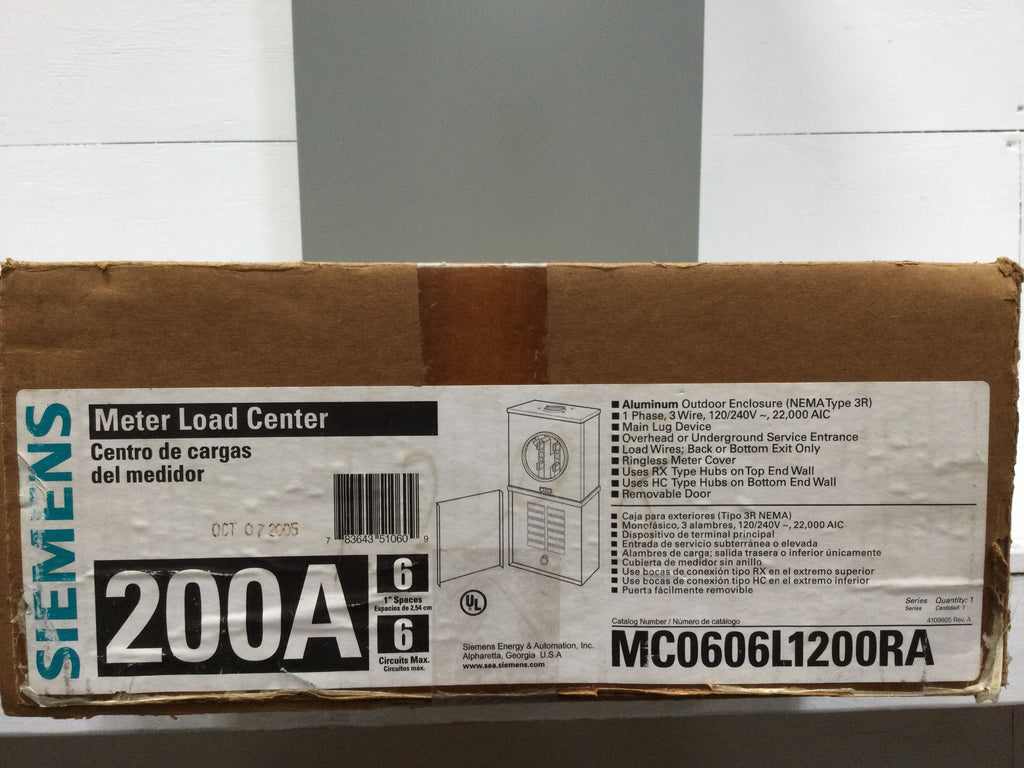 SIEMENS
Meter Load Center
Centro de cargas
del medidor
OCT 07 2005
7 83643 51060 9
200A
6
1" Spaces
Espacios de 2,54 cm
6
Circuits Max.
Circuitos máx.
UL
Siemens Energy & Automation, Inc.
Alpharetta, Georgia U.S.A
www.sea.siemens.com
■ Aluminum Outdoor Enclosure (NEMA Type 3R)
■ 1 Phase, 3 Wire, 120/240V ~, 22,000 AIC
■ Main Lug Device
■ Overhead or Underground Service Entrance
■ Load Wires; Back or Bottom Exit Only
■ Ringless Meter Cover
■ Uses RX Type Hubs on Top End Wall
■ Uses HC Type Hubs on Bottom End Wall
■ Removable Door
■ Caja para exteriores (Tipo 3R NEMA)
■ Monofásico, 3 alambres, 120/240V ~, 22,000 AIC
■ Dispositivo de terminal principal
■ Entrada de servicio subterránea o elevada
■ Alambres de carga; salida trasera o inferior únicamente
■ Cubierta de medidor sin anillo
■ Use bocas de conexión tipo RX en el extremo superior
■ Use bocas de conexión tipo HC en el extremo inferior
■ Puerta fácilmente removible
Series Quantity: 1
Series Cantidad: 1
Catalog Number / Número de catálogo
4109805 Rev. A
MC0606L1200RA